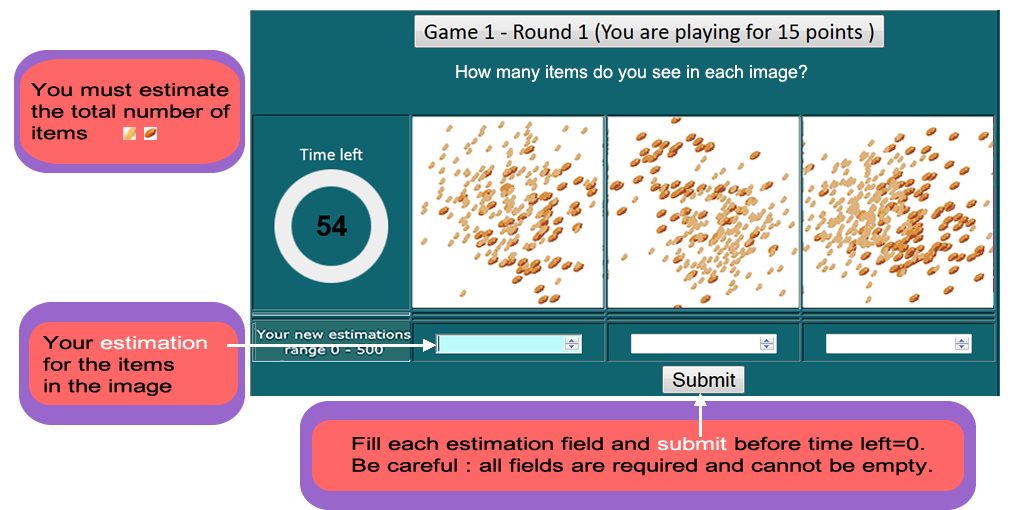 Game 1 - Round 1 (You are playing for 15 points )
How many items do you see in each image?
You must estimate
the total number of
items
Time left
54
Your new estimations
range 0 - 500
Your estimation
for the items
in the image
Submit
Fill each estimation field and submit before time left=0.
Be careful : all fields are required and cannot be empty.